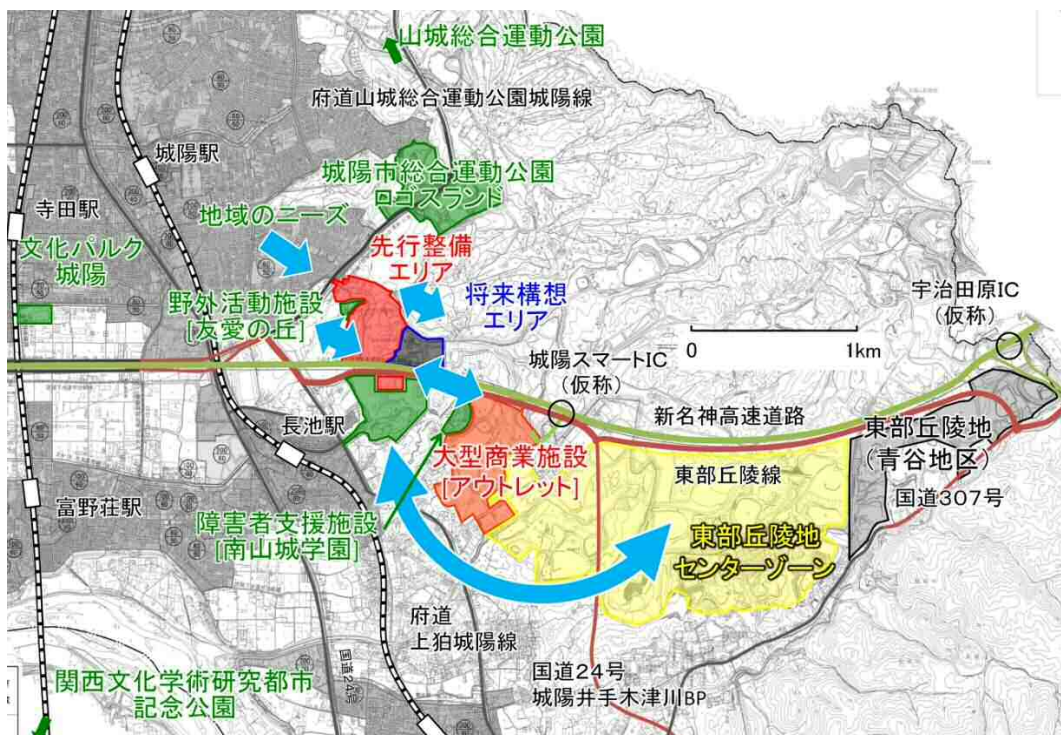 山城総合運動公園
府道山城総合運動公園城陽線
城陽駅
城陽市総合運動公園
ロゴスランド
寺田駅
地域のニーズ
文化パルク
城陽
先行整備
エリア
野外活動施設
[友愛の丘]
将来構想
エリア
宇治田原IC
(仮称)
0
1km
城陽スマートIC
(仮称)
新名神高速道路
長池駅
大型商業施設
[アウトレット]
東部丘陵線
東部丘陵地
(青谷地区)
国道307号
富野荘駅
障害者支援施設
[南山城学園]
東部丘陵地
センターゾーン
府道
上狛城陽線
国道24号
国道24号
城陽井手木津川BP
関西文化学術研究都市
記念公園